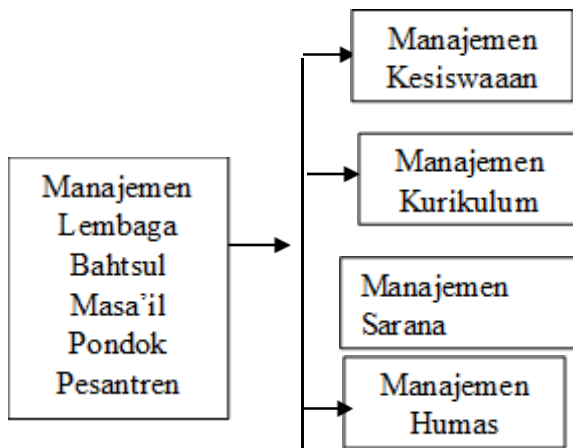 Manajemen
Lembaga
Bahtsul
Masa'il
Pondok
Pesantren
Manajemen
Kesiswaaan
Manajemen
Kurikulum
Manajemen
Sarana
Manajemen
Humas